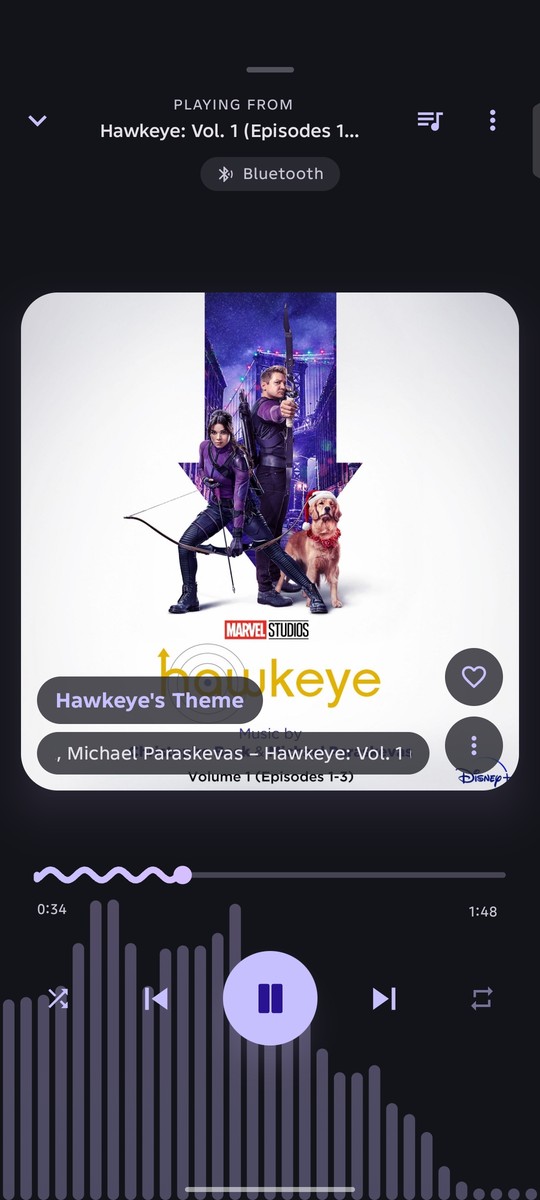 PLAYING FROM
Hawkeye: Vol. 1 (Episodes 1...
Bluetooth
MARVEL STUDIOS
hawkeye
Hawkeye's Theme
Music by
, Michael Paraskevas – Hawkeye: Vol. 1
Volume 1 (Episodes 1-3)
Disney+
0:34
1:48